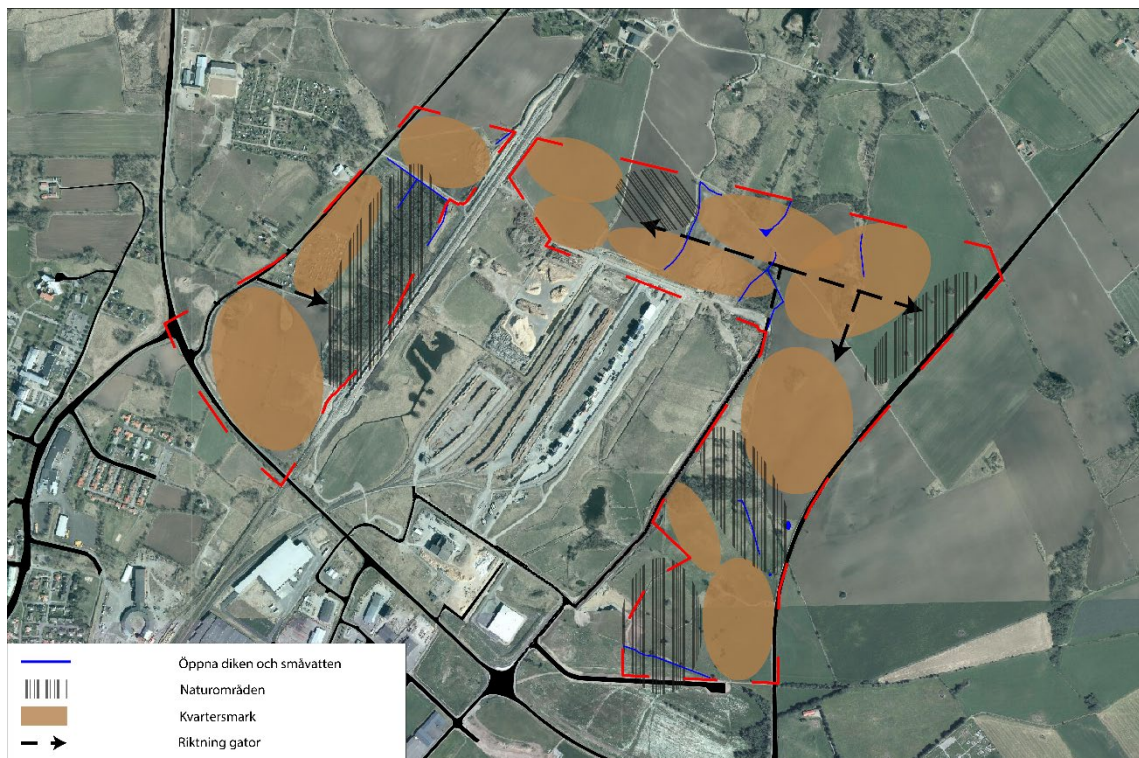 Öppna diken och småvatten
Naturområden
Kvartersmark
Riktning gator